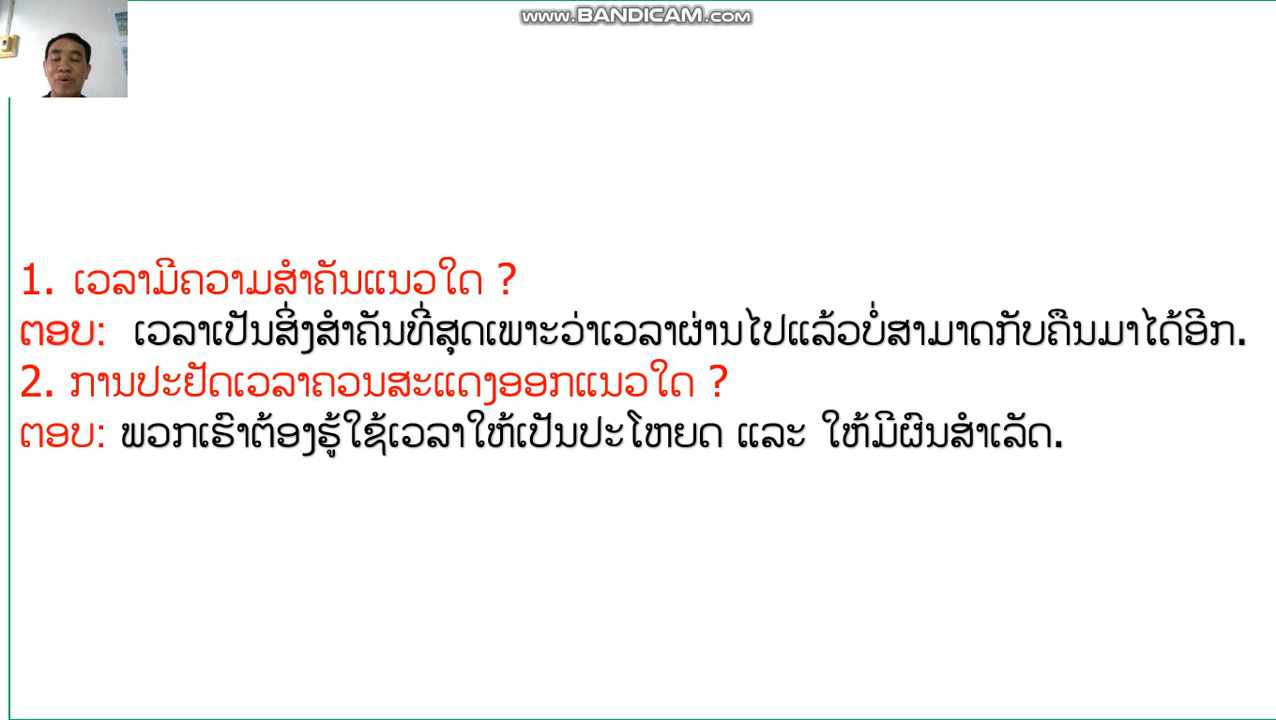 www.BANDICAM.com
1. ເວລາມີຄວາມສຳຄັນແນວໃດ ?
ຕອບ: ເວລາເປັນສິ່ງສຳຄັນທີ່ສຸດເພາະວ່າເວລາຜ່ານໄປແລ້ວບໍ່ສາມາດກັບຄືນມາໄດ້ອີກ.
2. ການປະຢັດເວລາຄວນສະແດງອອກແນວໃດ ?
ຕອບ: ພວກເຮົາຕ້ອງຮູ້ໃຊ້ເວລາໃຫ້ເປັນປະໂຫຍດ ແລະ ໃຫ້ມີຜົນສຳເລັດ.